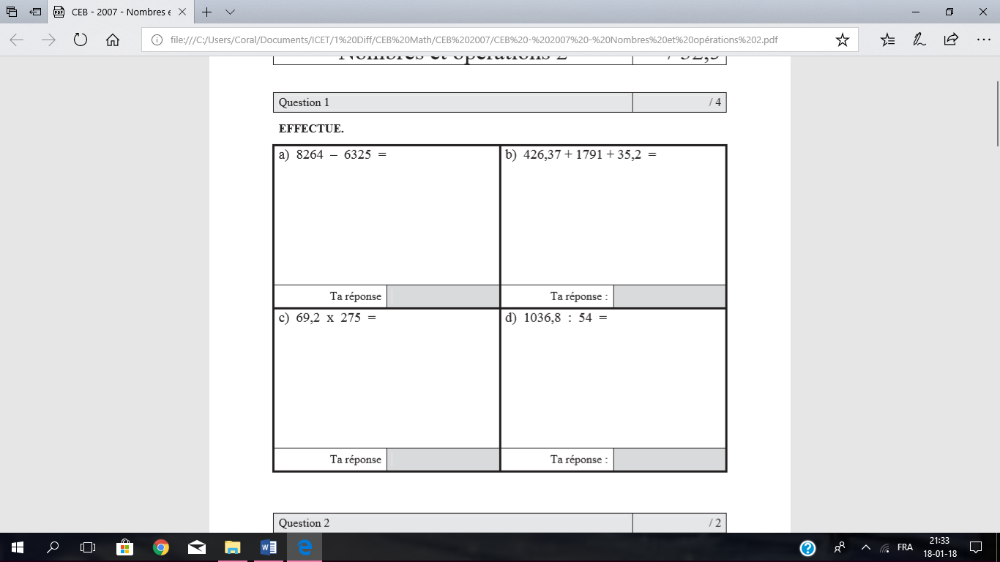 CEB - 2007 - Nombres e
file:///C:/Users/Coral/Documents/ICET/1%20Diff/CEB%20Math/CEB%202007/CEB%20-%202007%20-%20Nombres%20et%20opérations%202.pdf
Nombres et opérations 2 / 32,5
Question 1 / 4
EFFECTUE.
a) 8264 – 6325 =
b) 426,37 + 1791 + 35,2 =
Ta réponse
Ta réponse :
c) 69,2 x 275 =
d) 1036,8 : 54 =
Ta réponse
Ta réponse :
Question 2 / 2
FRA
21:33
18-01-18